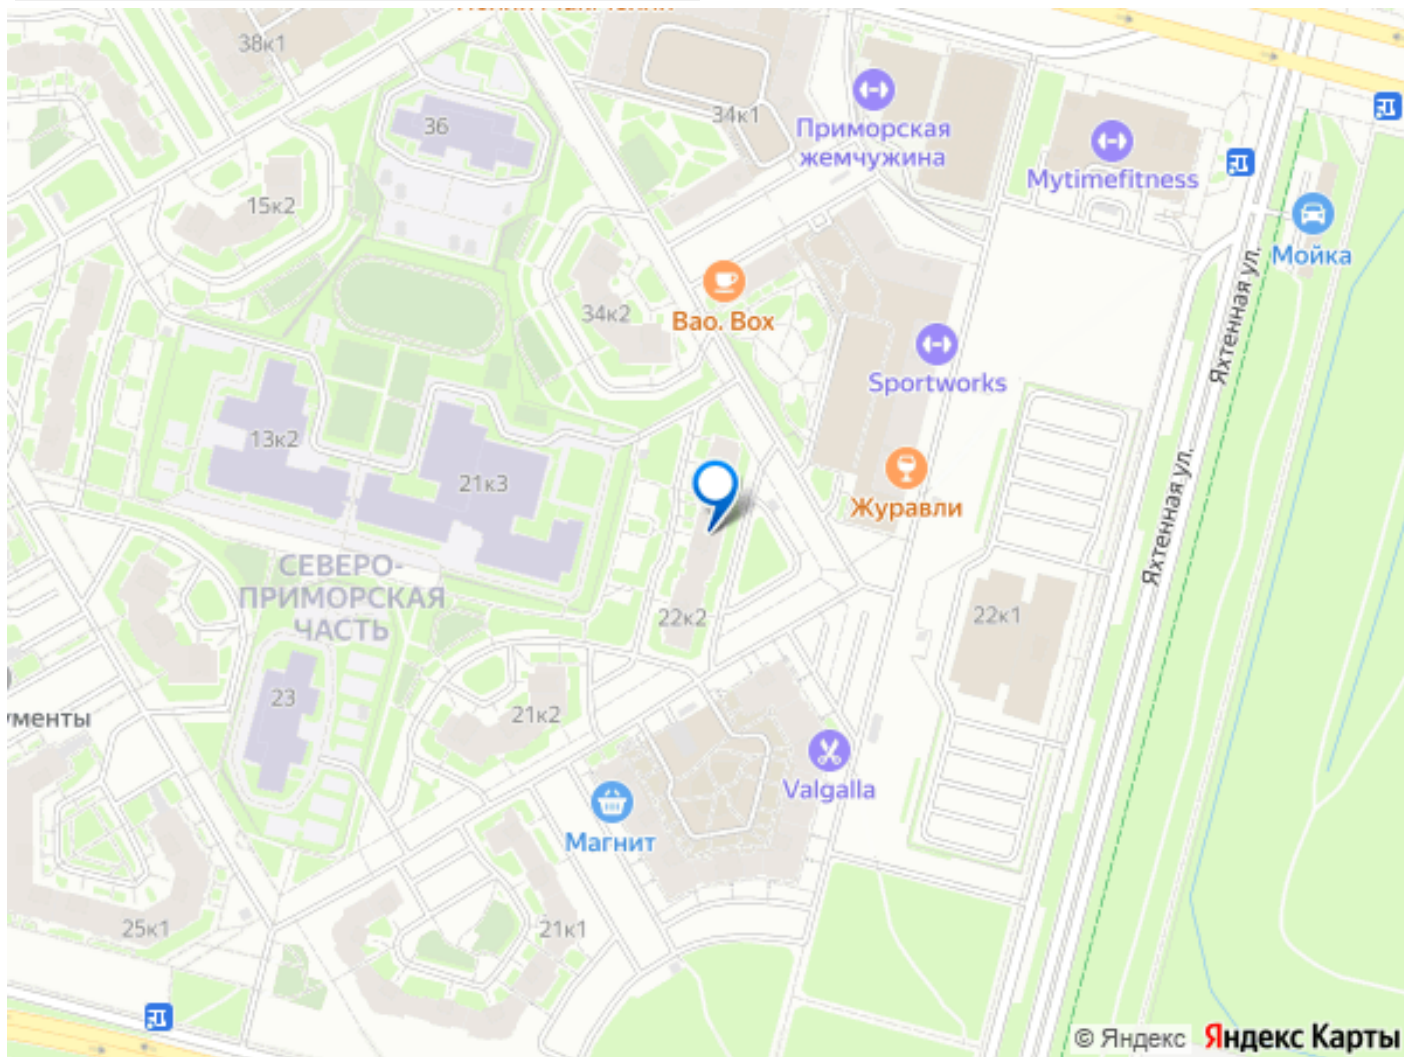 38к1
36
34к1
Приморская
жемчужина
Mytimefitness
15к2
Мойка
34к2
Bao. Box
Яхтенная ул.
Sportworks
13к2
21к3
Журавли
Яхтенная ул.
СЕВЕРО-
ПРИМОРСКАЯ
ЧАСТЬ
22к2
22к1
23
21к2
ументы
Valgalla
Магнит
25к1
21к1
© Яндекс Яндекс Карты